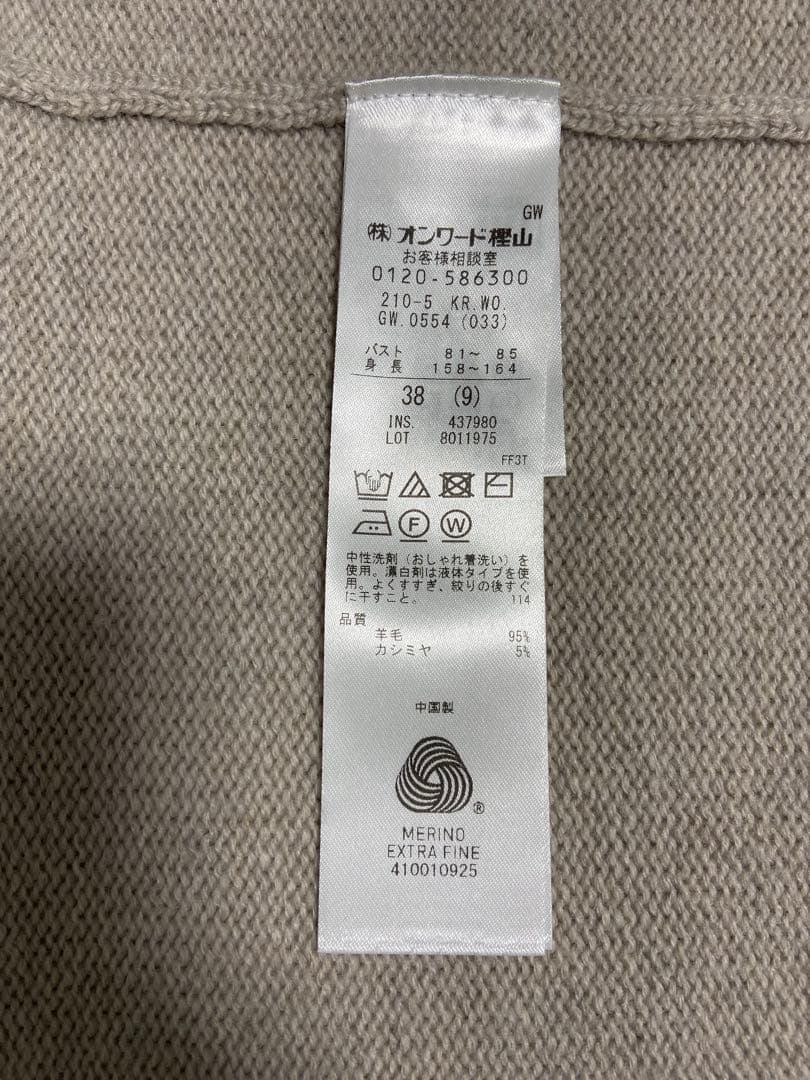 GW
㈱オンワード樫山
お客様相談室
0120-586300
210-5 KR.WO.
GW.0554 (033)
バスト 81～ 85
身 長 158～164
38 (9)
INS. 437980
LOT 8011975
FF3T
F W
中性洗剤（おしゃれ着洗い）を
使用。漂白剤は液体タイプを使
用。よくすすぎ、絞りの後すぐ
に干すこと。 114
品質
羊毛 95%
カシミヤ 5%
中国製
®
MERINO
EXTRA FINE
410010925